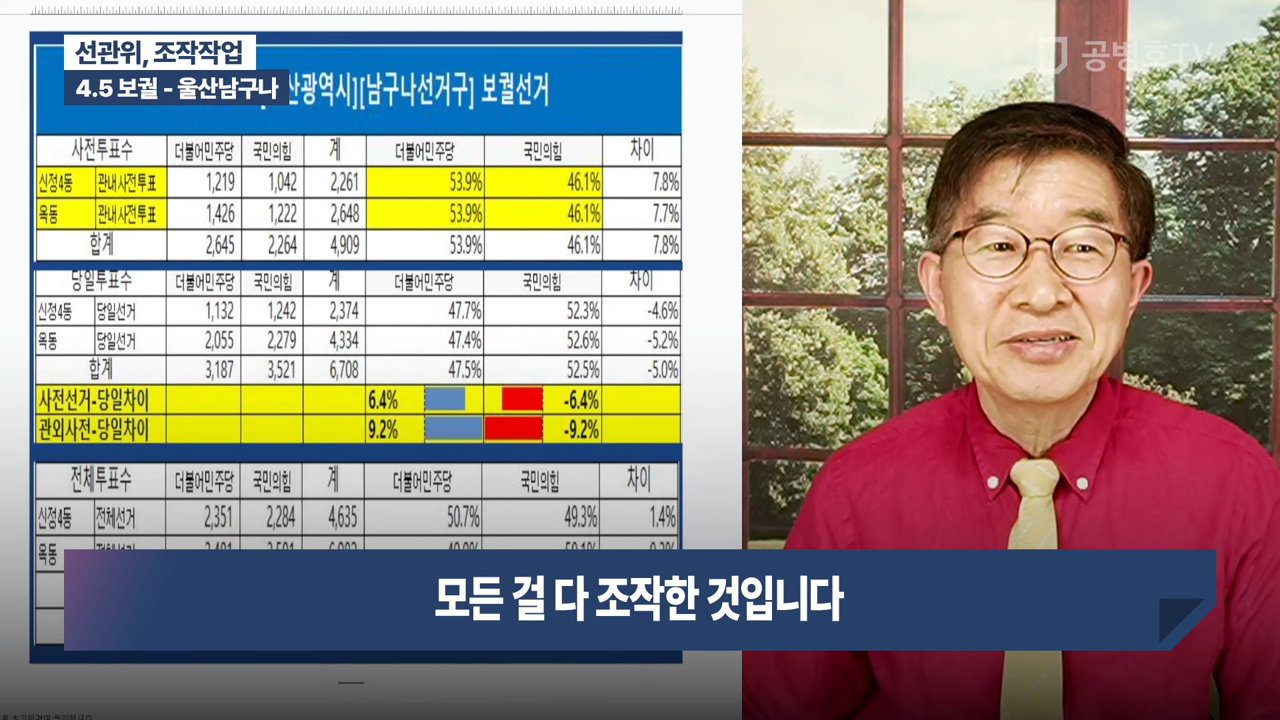 선관위, 조작작업
4.5 보궐 - 울산남구나
산광역시][남구나선거구] 보궐선거
공병호TV
사전투표수 더불어민주당 국민의힘 계 더불어민주당 국민의힘 차이
신정4동 관내사전투표 1,219 1,042 2,261 53.9% 46.1% 7.8%
옥동 관내사전투표 1,426 1,222 2,648 53.9% 46.1% 7.7%
합계 2,645 2,264 4,909 53.9% 46.1% 7.8%
당일투표수 더불어민주당 국민의힘 계 더불어민주당 국민의힘 차이
신정4동 당일선거 1,132 1,242 2,374 47.7% 52.3% -4.6%
옥동 당일선거 2,055 2,279 4,334 47.4% 52.6% -5.2%
합계 3,187 3,521 6,708 47.5% 52.5% -5.0%
사전선거-당일차이 6.4% -6.4%
관외사전-당일차이 9.2% -9.2%
전체투표수 더불어민주당 국민의힘 계 더불어민주당 국민의힘 차이
신정4동 전체선거 2,351 2,284 4,635 50.7% 49.3% 1.4%
옥동
모든 걸 다 조작한 것입니다